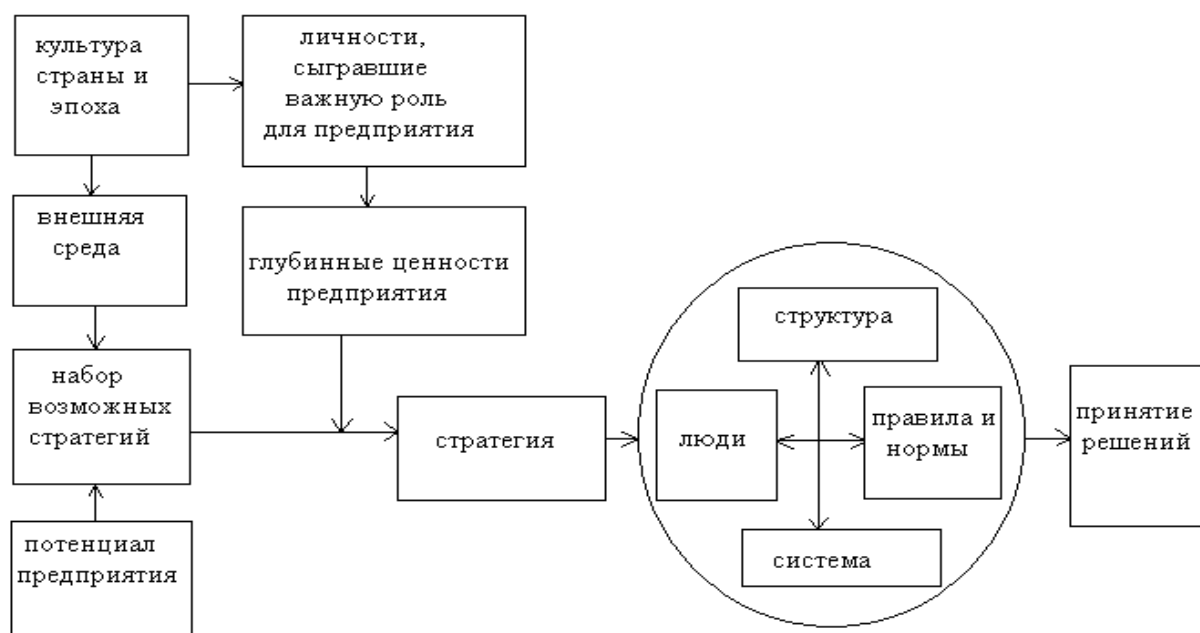 культура
страны и
эпоха
личности,
сыгравшие
важную роль
для предприятия
внешняя
среда
глубинные ценности
предприятия
набор
возможных
стратегий
потенциал
предприятия
стратегия
структура
люди
правила и
нормы
система
принятие
решений